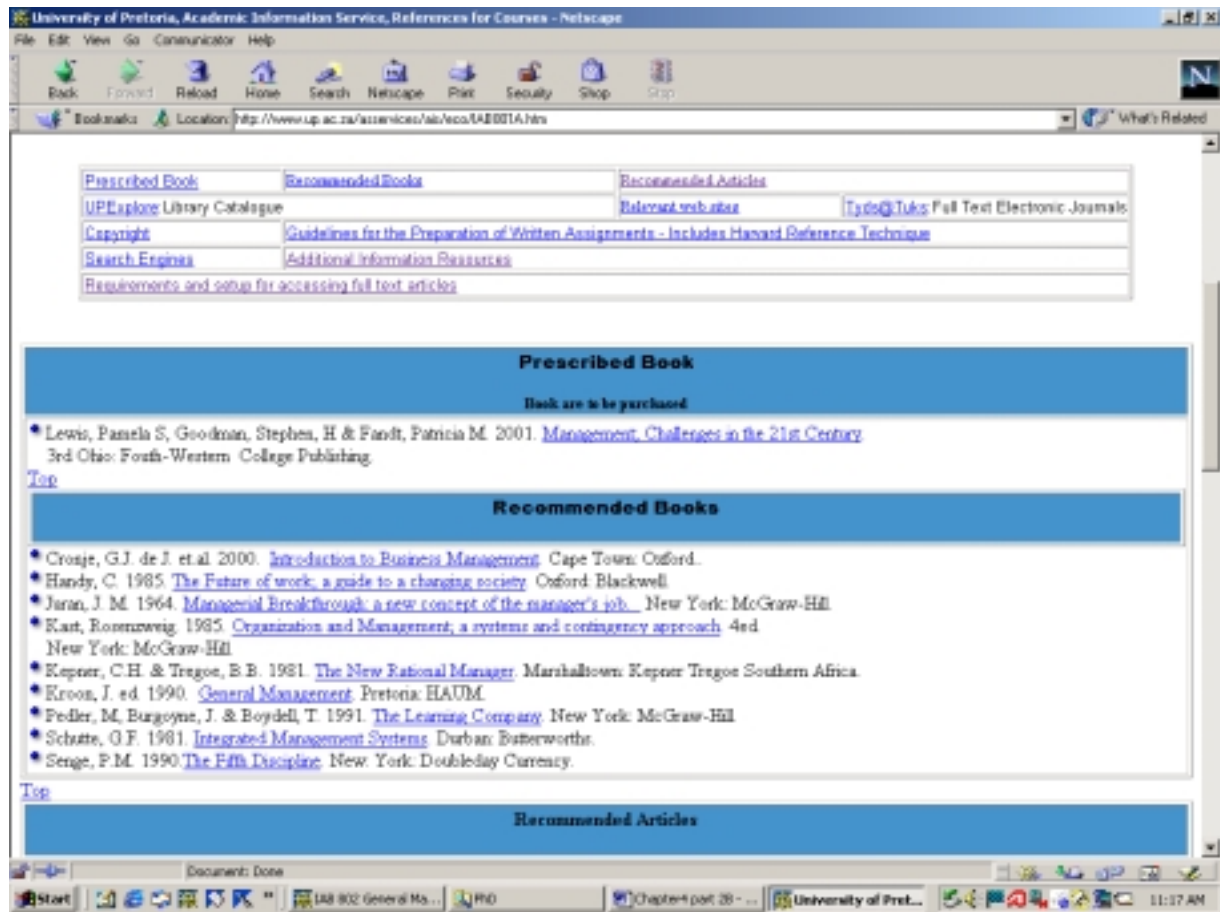 University of Pretoria, Academic Information Service, References for Courses - Netscape
File Edit View Go Communicator Help
Back Forward Reload Home Search Netscape Print Security Shop Stop
Bookmarks Location: http://www.up.ac.za/asservices/ais/eco/IAB801A.htm What's Related
Prescribed Book Recommended Books Recommended Articles
UPExplore Library Catalogue Relevant web sites Tyds@Tuks Full Text Electronic Journals
Copyright Guidelines for the Preparation of Written Assignments - Includes Harvard Reference Technique
Search Engines Additional Information Resources
Requirements and setup for accessing full text articles
Prescribed Book
Book are to be purchased
Lewis, Pamela S, Goodman, Stephen, H & Fandt, Patricia M. 2001. Management, Challenges in the 21st Century.
3rd Ohio: Fouth-Western College Publishing.
Top
Recommended Books
Cronje, G.J. de J. et.al. 2000. Introduction to Business Management. Cape Town: Oxford..
Handy, C. 1985. The Future of work; a guide to a changing society. Oxford: Blackwell.
Juran, J. M. 1964. Managerial Breakthrough: a new concept of the manager's job. New York: McGraw-Hill.
Kast, Rosenzweig. 1985. Organization and Management; a systems and contingency approach. 4ed.
New York: McGraw-Hill.
Kepner, C.H. & Tregoe, B.B. 1981. The New Rational Manager. Marshalltown: Kepner Tregoe Southern Africa.
Kroon, J. ed. 1990. General Management. Pretoria: HAUM.
Pedler, M, Burgoyne, J. & Boydell, T. 1991. The Learning Company. New York: McGraw-Hill
Schutte, G.F. 1981. Integrated Management Systems. Durban: Butterworths.
Senge, P.M. 1990.The Fifth Discipline. New: York: Doubleday Currency.
Top
Recommended Articles
Document: Done
Start IAB 802 General Ma... PhD Chapter4 part 2B - ... University of Pret... 11:17 AM